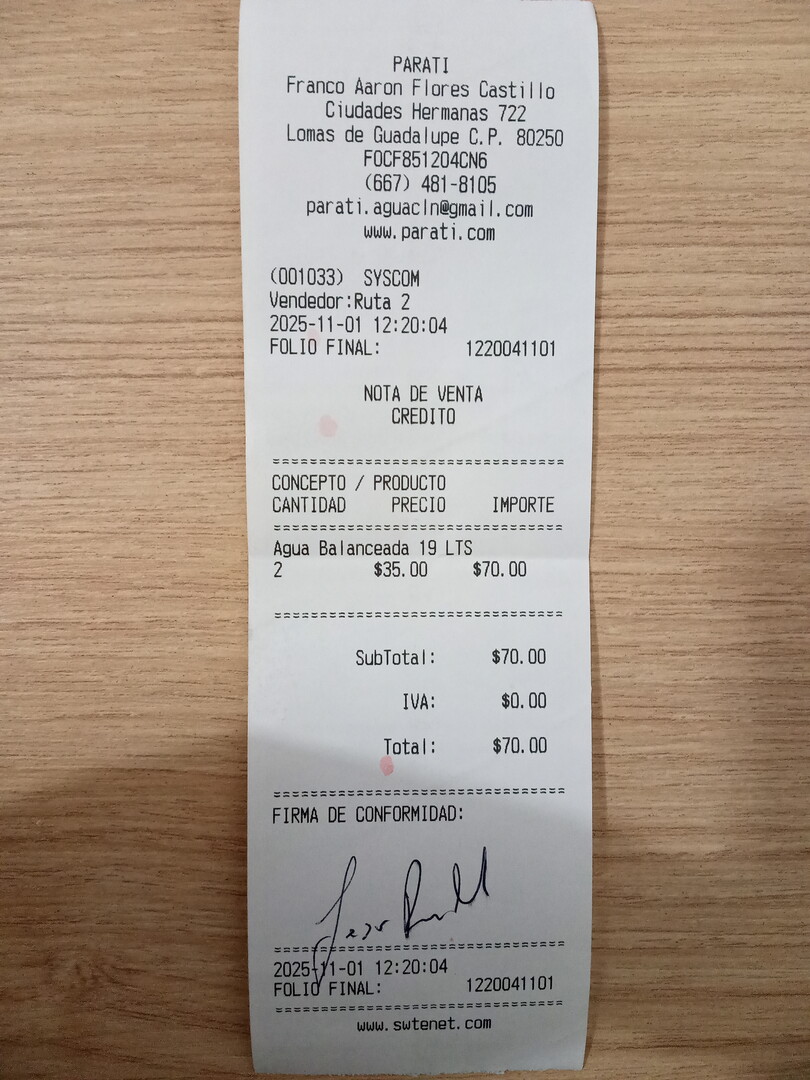 PARATI
Franco Aaron Flores Castillo
Ciudades Hermanas 722
Lomas de Guadalupe C.P. 80250
FOCF851204CN6
(667) 481-8105
parati.aguacln@gmail.com
www.parati.com
(001033) SYSCOM
Vendedor:Ruta 2
2025-11-01 12:20:04
FOLIO FINAL: 1220041101
NOTA DE VENTA
CREDITO
==============================
CONCEPTO / PRODUCTO
CANTIDAD PRECIO IMPORTE
==============================
Agua Balanceada 19 LTS
2 $35.00 $70.00
==============================
SubTotal: $70.00
IVA: $0.00
Total: $70.00
==============================
FIRMA DE CONFORMIDAD:
==============================
2025-11-01 12:20:04
FOLIO FINAL: 1220041101
==============================
www.swtenet.com